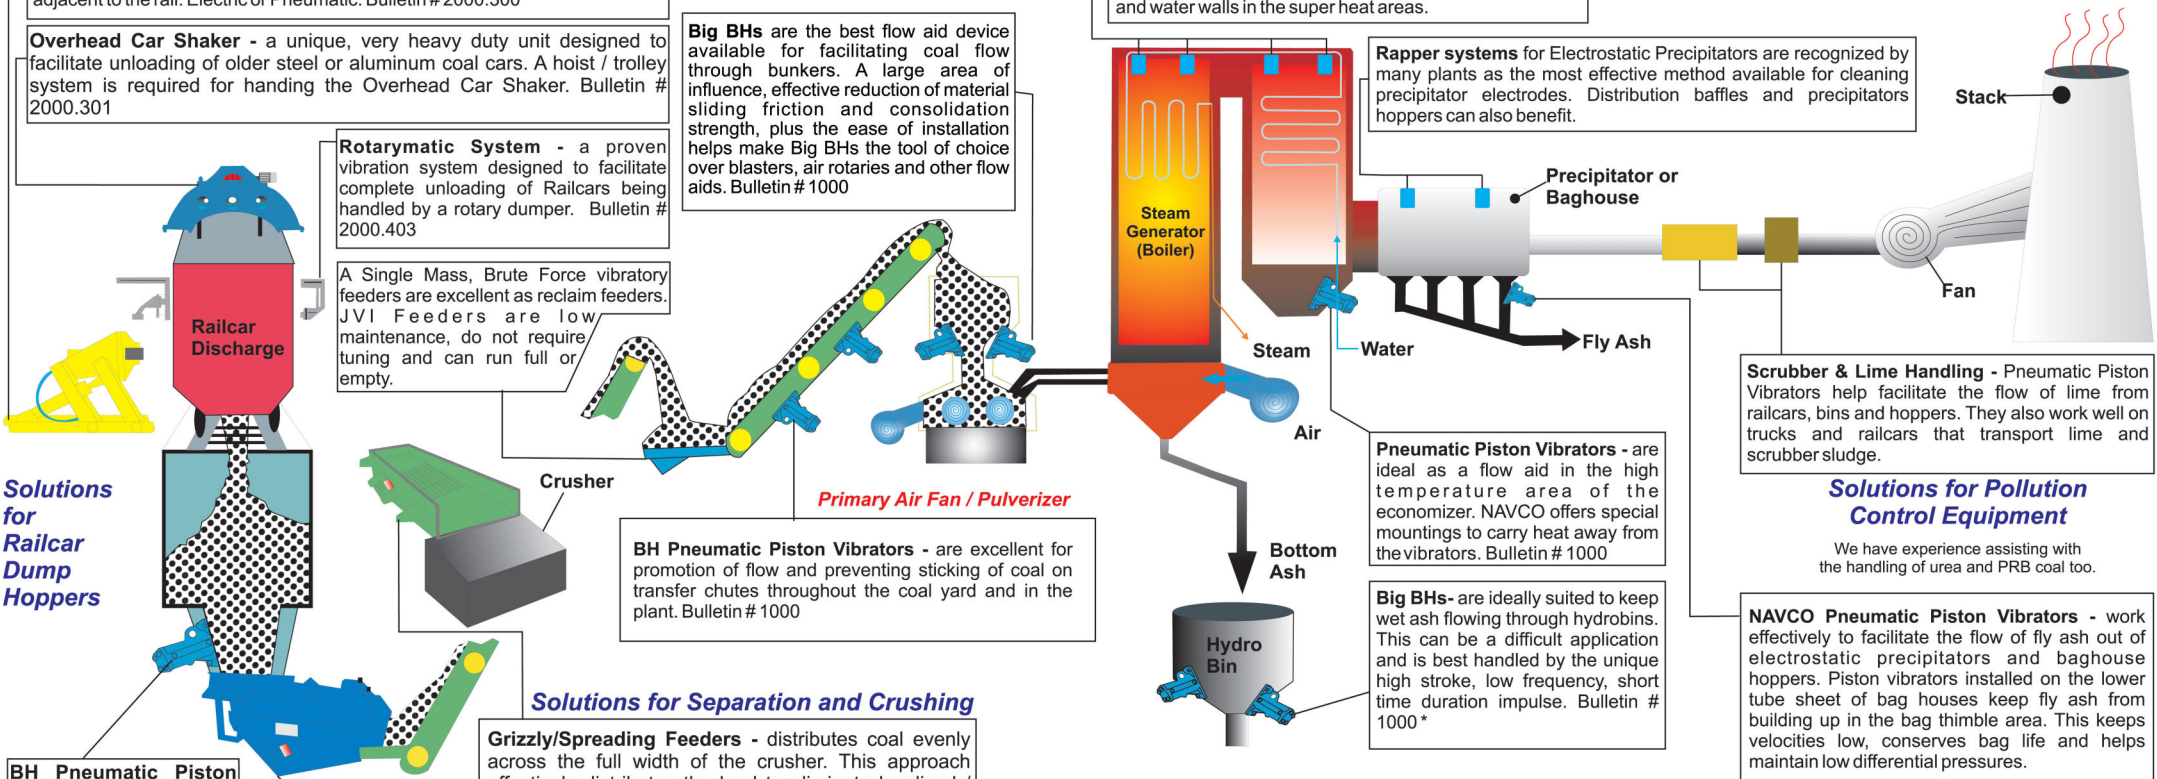 adjacent to the rail. Electric or Pneumatic. Bulletin # 2000.300
Overhead Car Shaker - a unique, very heavy duty unit designed to
facilitate unloading of older steel or aluminum coal cars. A hoist / trolley
system is required for handing the Overhead Car Shaker. Bulletin #
2000.301
Rotarymatic System - a proven
vibration system designed to facilitate
complete unloading of Railcars being
handled by a rotary dumper. Bulletin #
2000.403
A Single Mass, Brute Force vibratory
feeders are excellent as reclaim feeders.
JVI Feeders are low
maintenance, do not require
tuning and can run full or
empty.
Railcar
Discharge
Solutions
for
Railcar
Dump
Hoppers
BH Pneumatic Piston
Big BHs are the best flow aid device
available for facilitating coal flow
through bunkers. A large area of
influence, effective reduction of material
sliding friction and consolidation
strength, plus the ease of installation
helps make Big BHs the tool of choice
over blasters, air rotaries and other flow
aids. Bulletin # 1000
Crusher
Primary Air Fan / Pulverizer
BH Pneumatic Piston Vibrators - are excellent for
promotion of flow and preventing sticking of coal on
transfer chutes throughout the coal yard and in the
plant. Bulletin # 1000
Solutions for Separation and Crushing
Grizzly/Spreading Feeders - distributes coal evenly
across the full width of the crusher. This approach
and water walls in the super heat areas.
Steam
Generator
(Boiler)
Steam
Water
Air
Bottom
Ash
Hydro
Bin
Rapper systems for Electrostatic Precipitators are recognized by
many plants as the most effective method available for cleaning
precipitator electrodes. Distribution baffles and precipitators
hoppers can also benefit.
Precipitator or
Baghouse
Fly Ash
Stack
Fan
Pneumatic Piston Vibrators - are
ideal as a flow aid in the high
temperature area of the
economizer. NAVCO offers special
mountings to carry heat away from
the vibrators. Bulletin # 1000
Big BHs- are ideally suited to keep
wet ash flowing through hydrobins.
This can be a difficult application
and is best handled by the unique
high stroke, low frequency, short
time duration impulse. Bulletin #
1000 *
Scrubber & Lime Handling - Pneumatic Piston
Vibrators help facilitate the flow of lime from
railcars, bins and hoppers. They also work well on
trucks and railcars that transport lime and
scrubber sludge.
Solutions for Pollution
Control Equipment
We have experience assisting with
the handling of urea and PRB coal too.
NAVCO Pneumatic Piston Vibrators - work
effectively to facilitate the flow of fly ash out of
electrostatic precipitators and baghouse
hoppers. Piston vibrators installed on the lower
tube sheet of bag houses keep fly ash from
building up in the bag thimble area. This keeps
velocities low, conserves bag life and helps
maintain low differential pressures.